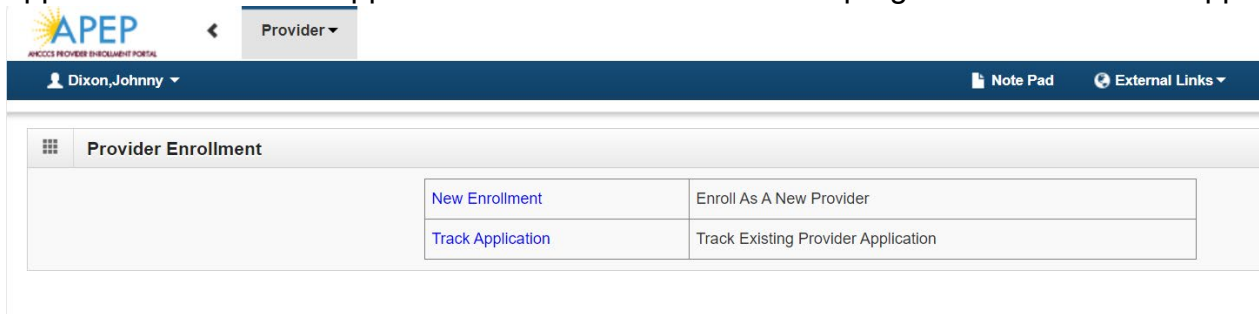 APEP
AHCCCS PROVIDER ENROLLMENT PORTAL
Provider
Dixon,Johnny
Note Pad
External Links
Provider Enrollment
New Enrollment Enroll As A New Provider
Track Application Track Existing Provider Application